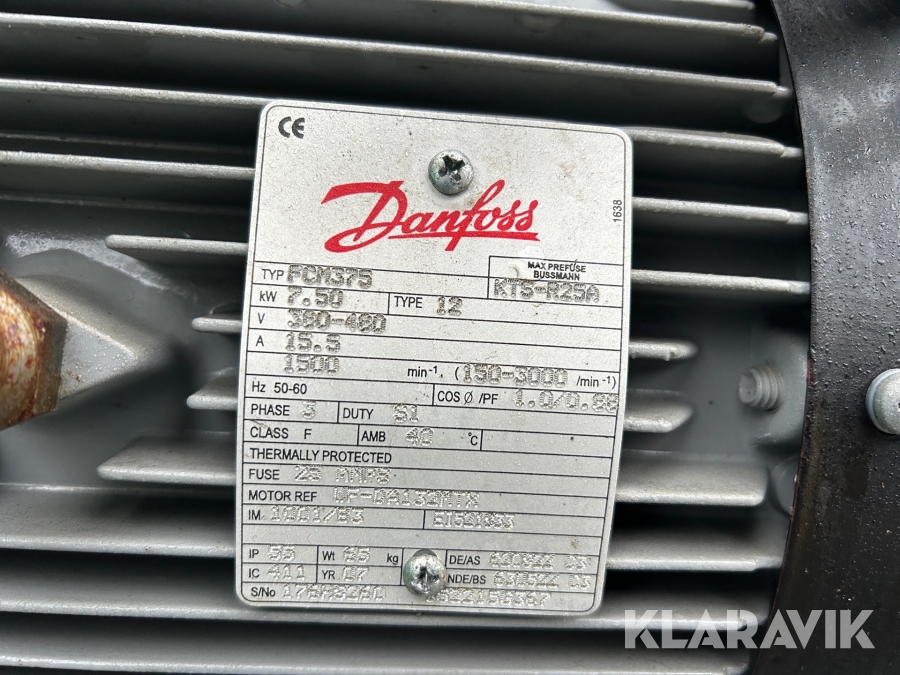 CE
Danfoss
1638
TYP FCM375
MAX PREFUSE
BUSSMANN
KTS-R25A
kW 7.50 TYPE 12
V 380-480
A 15.5
1500 min⁻¹. (150-3000 /min⁻¹)
Hz 50-60 COS Ø /PF 1.0/0.88
PHASE 3 DUTY S1
CLASS F AMB 40 °C
THERMALLY PROTECTED
FUSE 25 AMPS
MOTOR REF DF-DA132MTX
IM 1001/B3
IP 55 Wt 65 kg DE/AS
IC 411 YR 07 NDE/BS
S/No
KLARAVIK